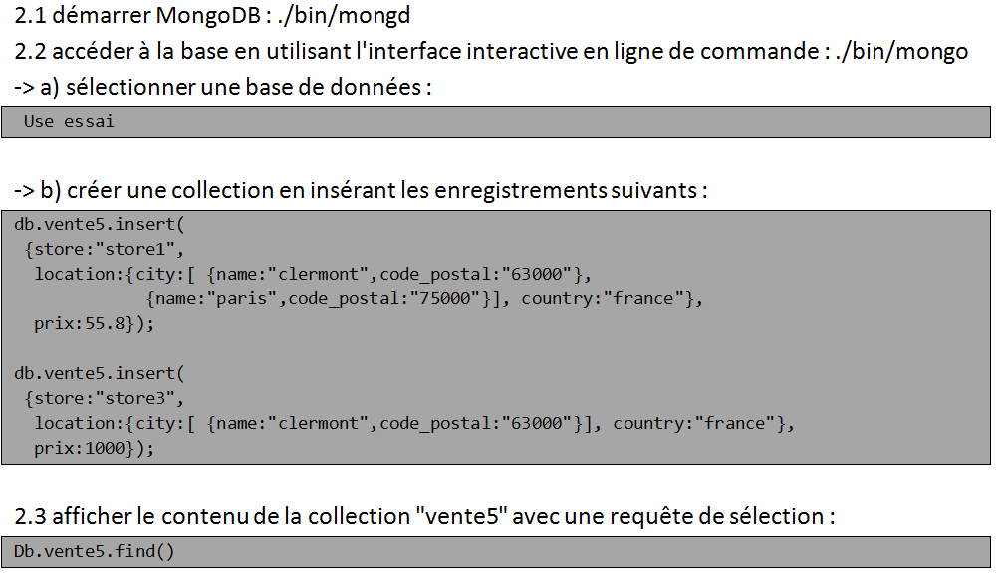 2.1 démarrer MongoDB : ./bin/mongd
2.2 accéder à la base en utilisant l'interface interactive en ligne de commande : ./bin/mongo
-> a) sélectionner une base de données :
Use essai
-> b) créer une collection en insérant les enregistrements suivants :
db.vente5.insert(
{store:"store1",
location:{city:[ {name:"clermont",code_postal:"63000"},
{name:"paris",code_postal:"75000"}], country:"france"},
prix:55.8});
db.vente5.insert(
{store:"store3",
location:{city:[ {name:"clermont",code_postal:"63000"}], country:"france"},
prix:1000});
2.3 afficher le contenu de la collection "vente5" avec une requête de sélection :
Db.vente5.find()